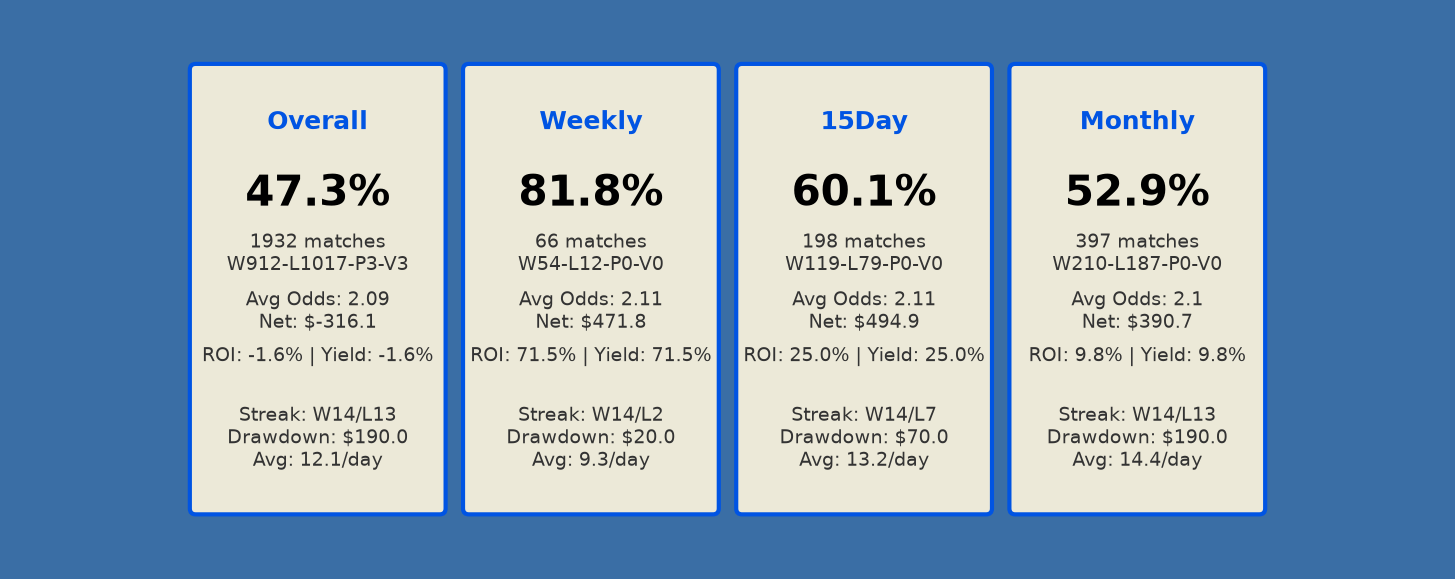 Overall
47.3%
1932 matches
W912-L1017-P3-V3
Avg Odds: 2.09
Net: $-316.1
ROI: -1.6% | Yield: -1.6%
Streak: W14/L13
Drawdown: $190.0
Avg: 12.1/day
Weekly
81.8%
66 matches
W54-L12-P0-V0
Avg Odds: 2.11
Net: $471.8
ROI: 71.5% | Yield: 71.5%
Streak: W14/L2
Drawdown: $20.0
Avg: 9.3/day
15Day
60.1%
198 matches
W119-L79-P0-V0
Avg Odds: 2.11
Net: $494.9
ROI: 25.0% | Yield: 25.0%
Streak: W14/L7
Drawdown: $70.0
Avg: 13.2/day
Monthly
52.9%
397 matches
W210-L187-P0-V0
Avg Odds: 2.1
Net: $390.7
ROI: 9.8% | Yield: 9.8%
Streak: W14/L13
Drawdown: $190.0
Avg: 14.4/day